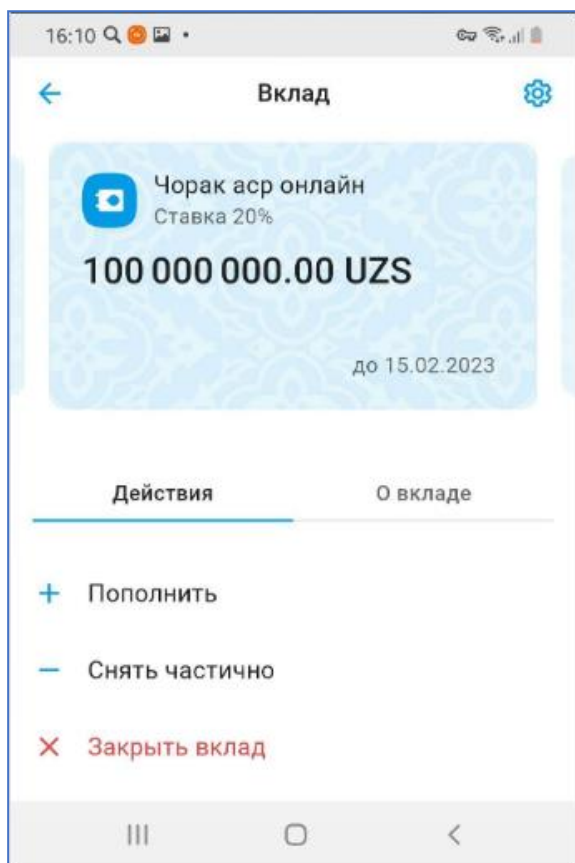 16:10
Вклад
Чорак аср онлайн
Ставка 20%
100 000 000.00 UZS
до 15.02.2023
Действия
О вкладе
Пополнить
Снять частично
Закрыть вклад